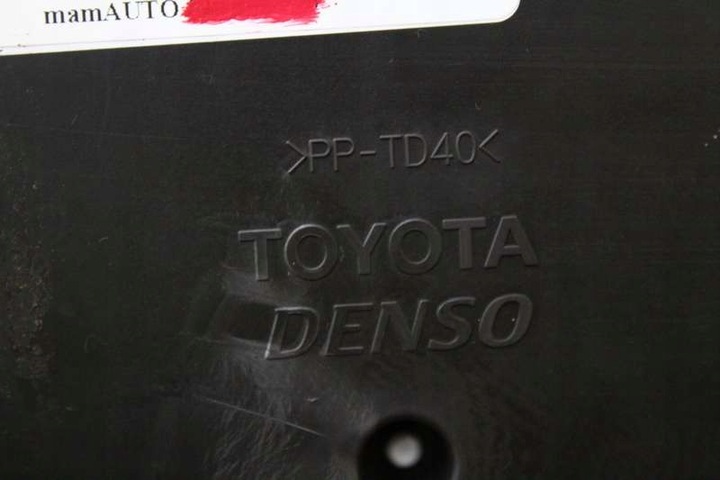 mamAUTO
>PP-TD40<
TOYOTA
DENSO